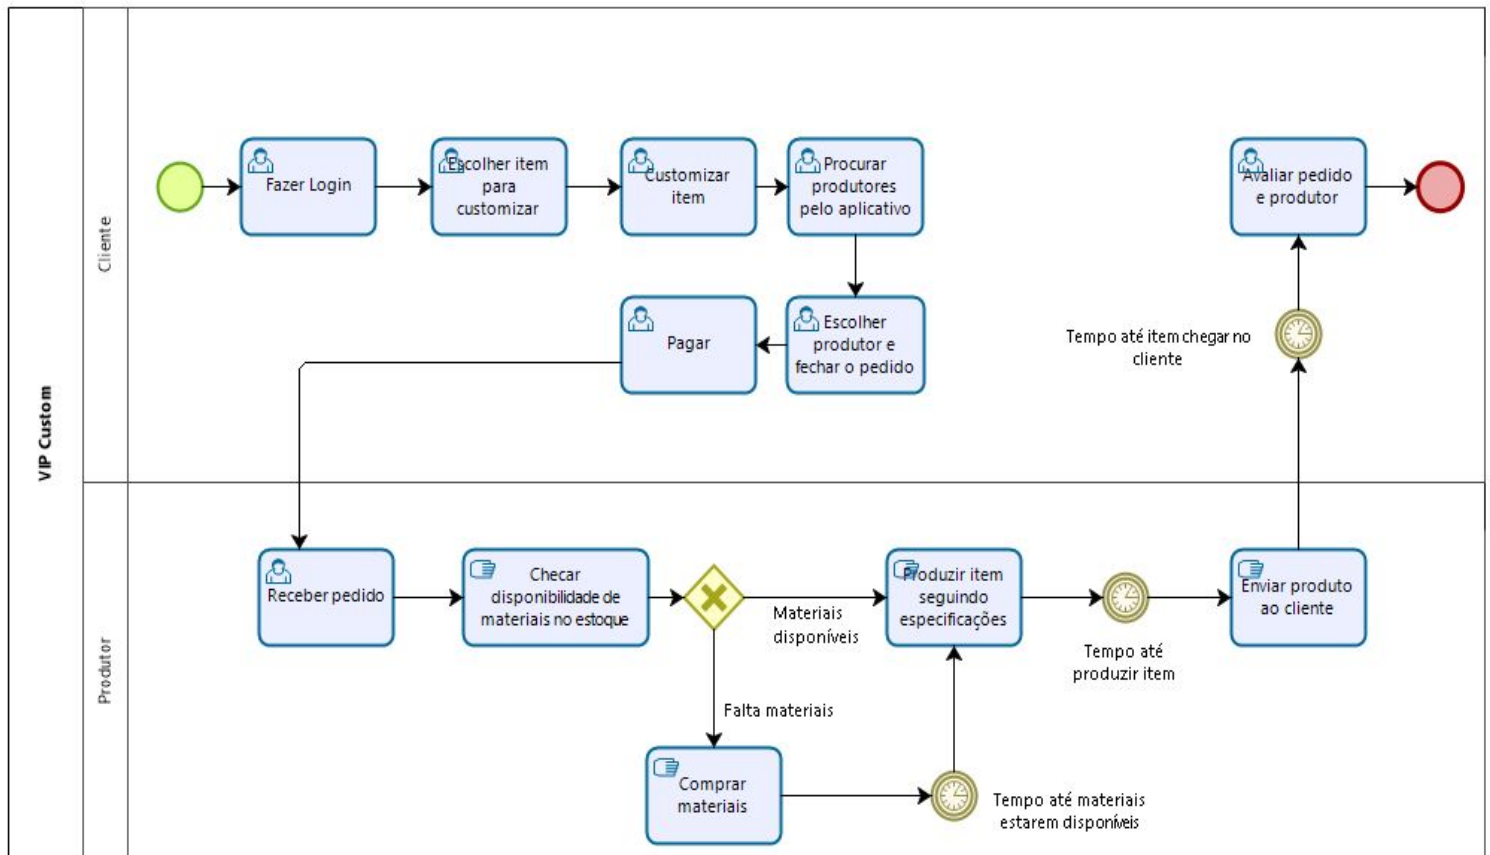 VIP Custom
Cliente
Fazer Login
Escolher item
para
customizar
Customizar
item
Procurar
produtores
pelo aplicativo
Avaliar pedido
e produtor
Pagar
Escolher
produtor e
fechar o pedido
Tempo até item chegar no
cliente
Produtor
Receber pedido
Checar
disponibilidade de
materiais no estoque
Materiais
disponíveis
Produzir item
seguindo
especificações
Tempo até
produzir item
Enviar produto
ao cliente
Falta materiais
Comprar
materiais
Tempo até materiais
estarem disponíveis